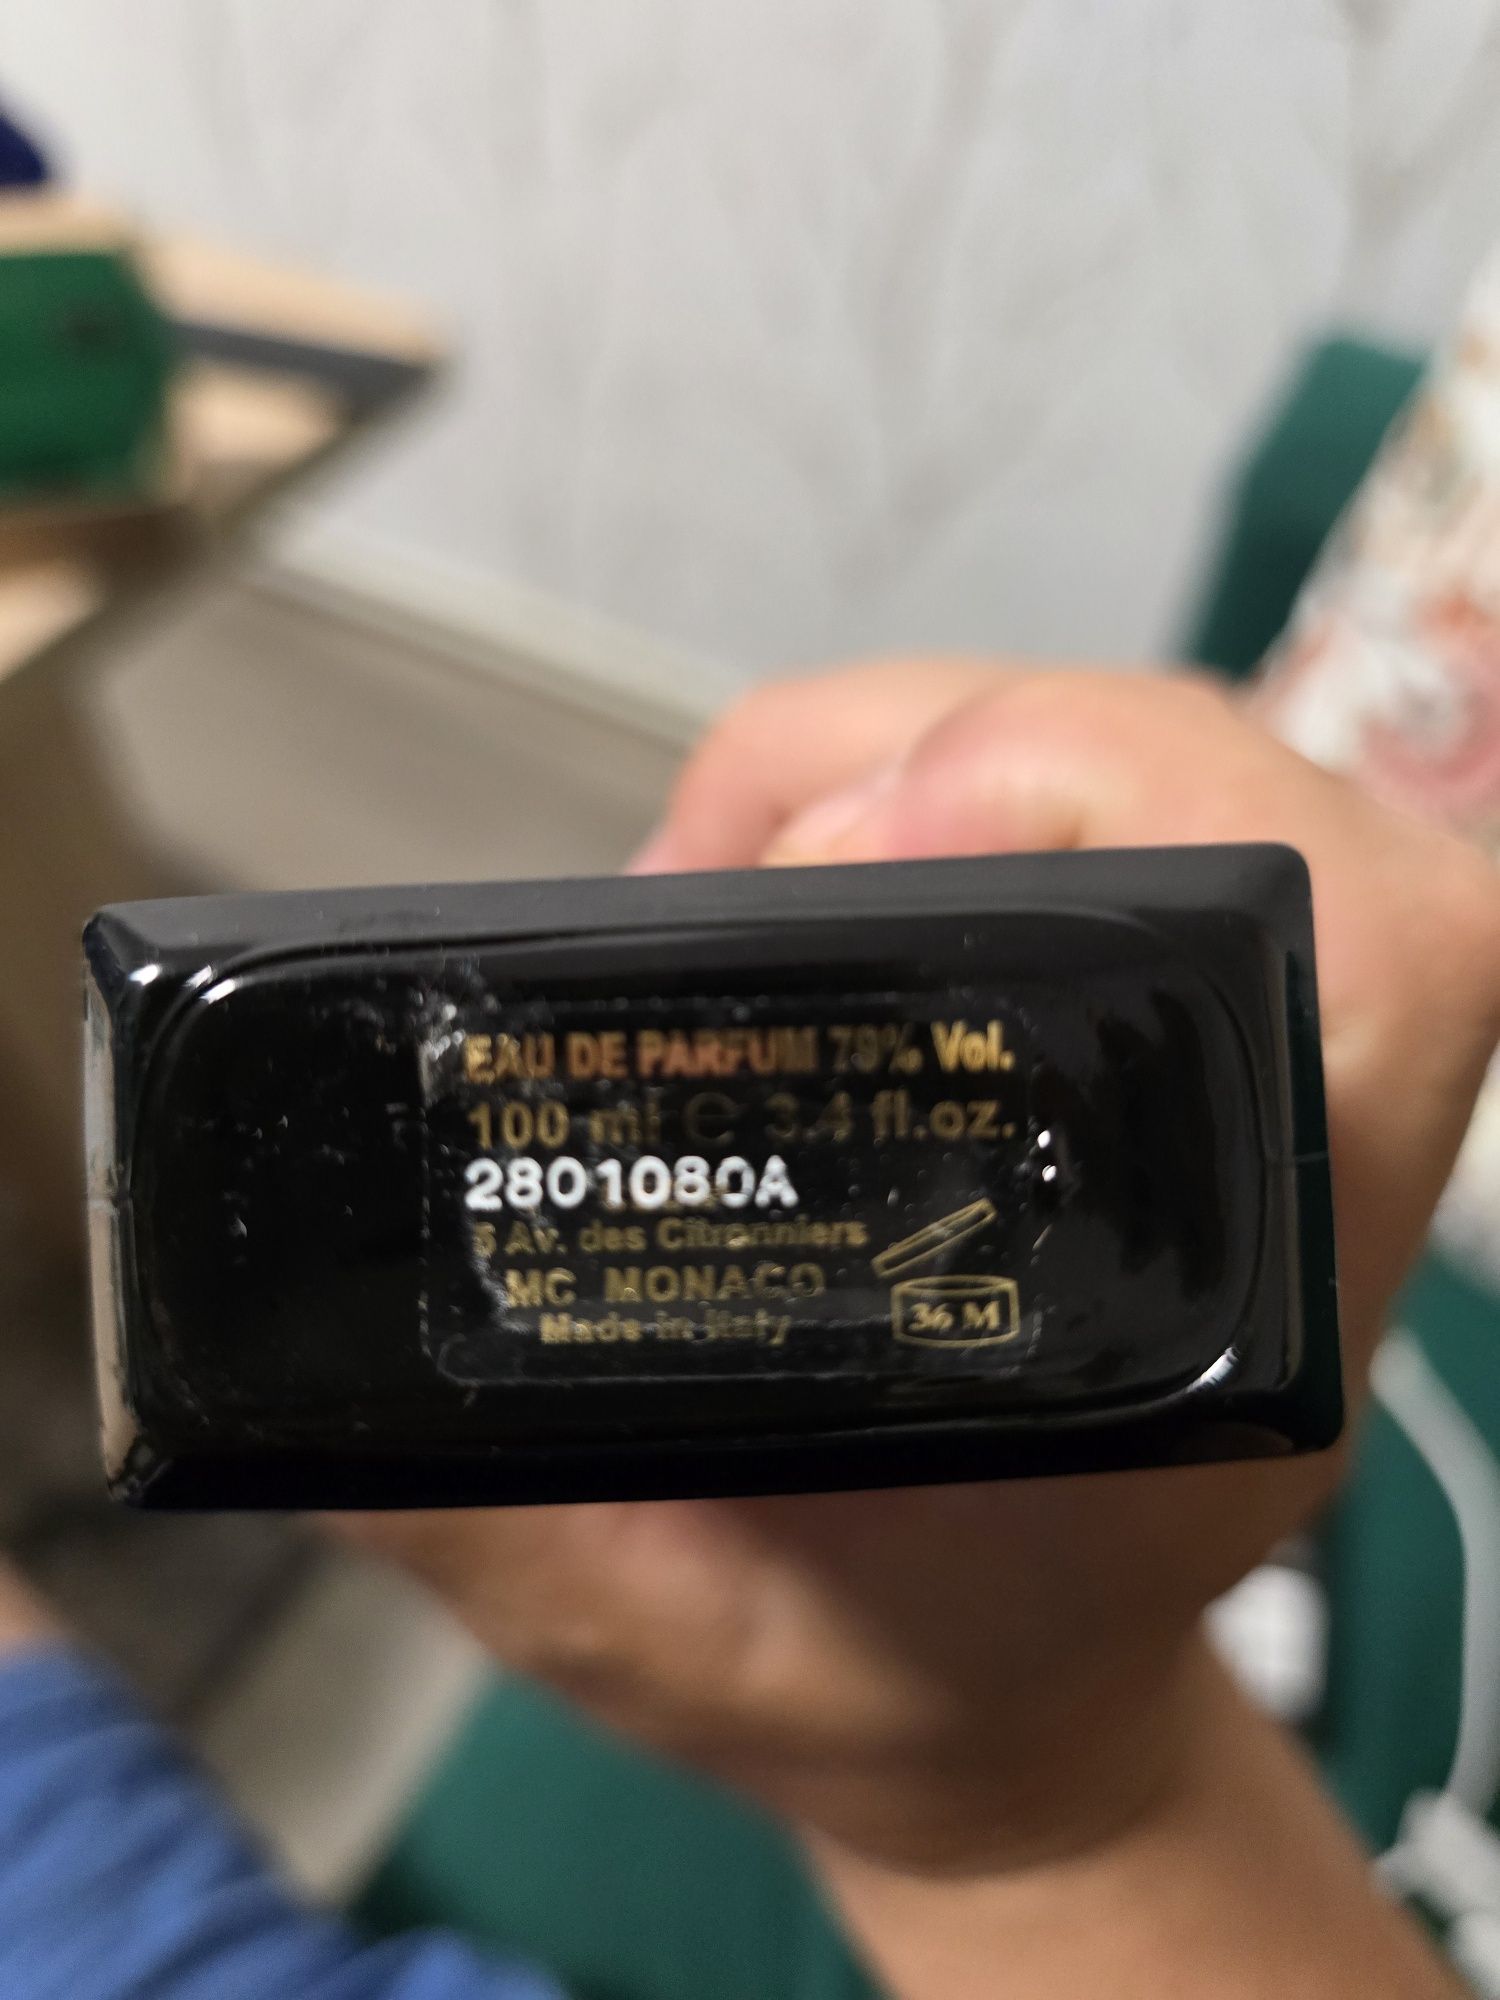 EAU DE PARFUM 79% Vol.
100 ml ℮ 3.4 fl.oz.
2801080A
5 Av. des Citronniers
MC MONACO
Made in Italy
36 M